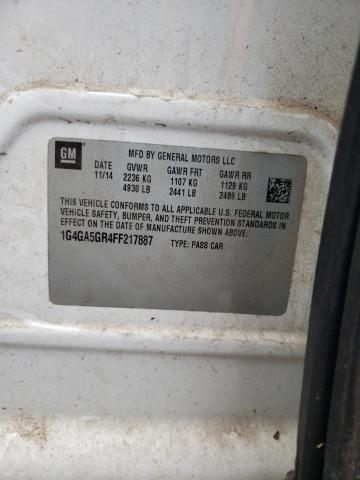 GM
MFD BY GENERAL MOTORS LLC
DATE GVWR GAWR FRT GAWR RR
11/14 2236 KG 1107 KG 1129 KG
4930 LB 2441 LB 2489 LB
THIS VEHICLE CONFORMS TO ALL APPLICABLE U.S. FEDERAL MOTOR
VEHICLE SAFETY, BUMPER, AND THEFT PREVENTION STANDARDS IN
EFFECT ON THE DATE OF MANUFACTURE SHOWN ABOVE.
1G4GA5GR4FF217887 TYPE: PASS CAR